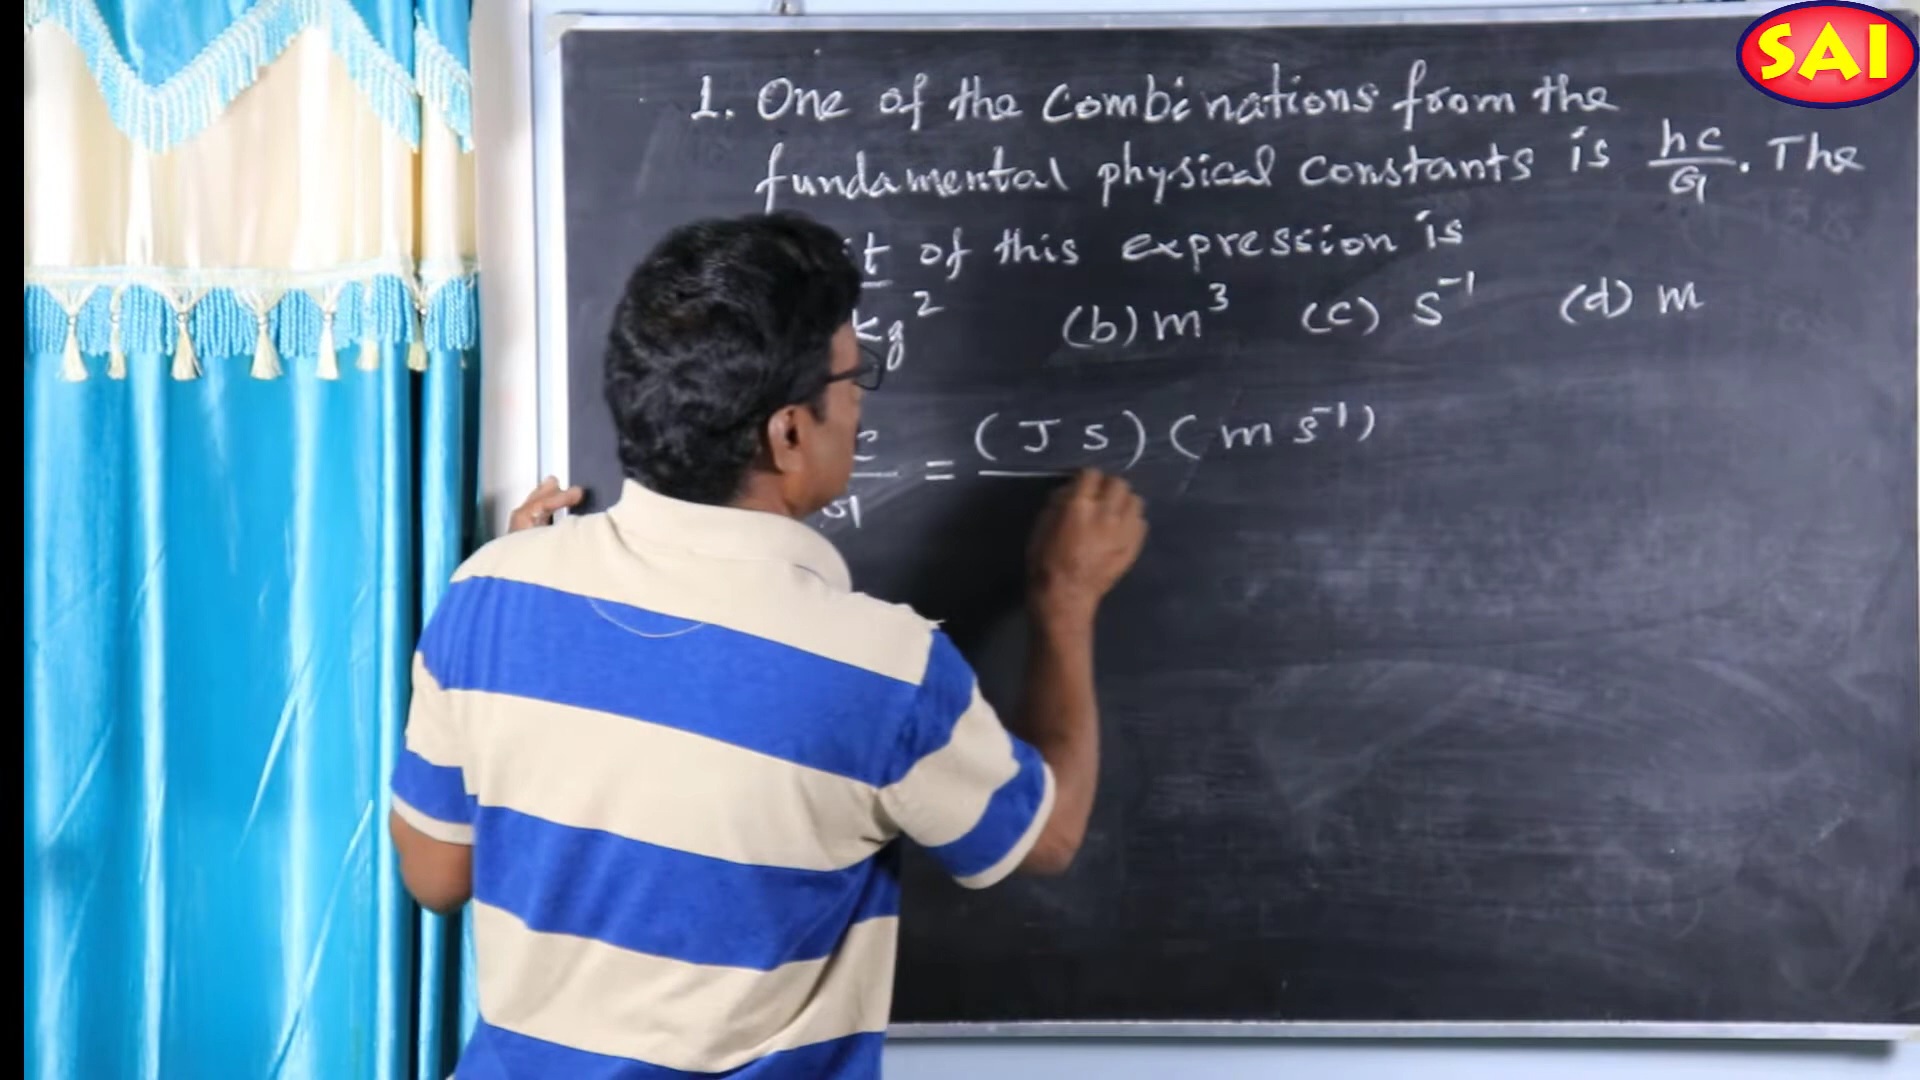 SAI
1. One of the combinations from the
fundamental physical constants is hc/G. The
of this expression is
kg² (b) m³ (c) s⁻¹ (d) m
= (J s) (m s⁻¹)